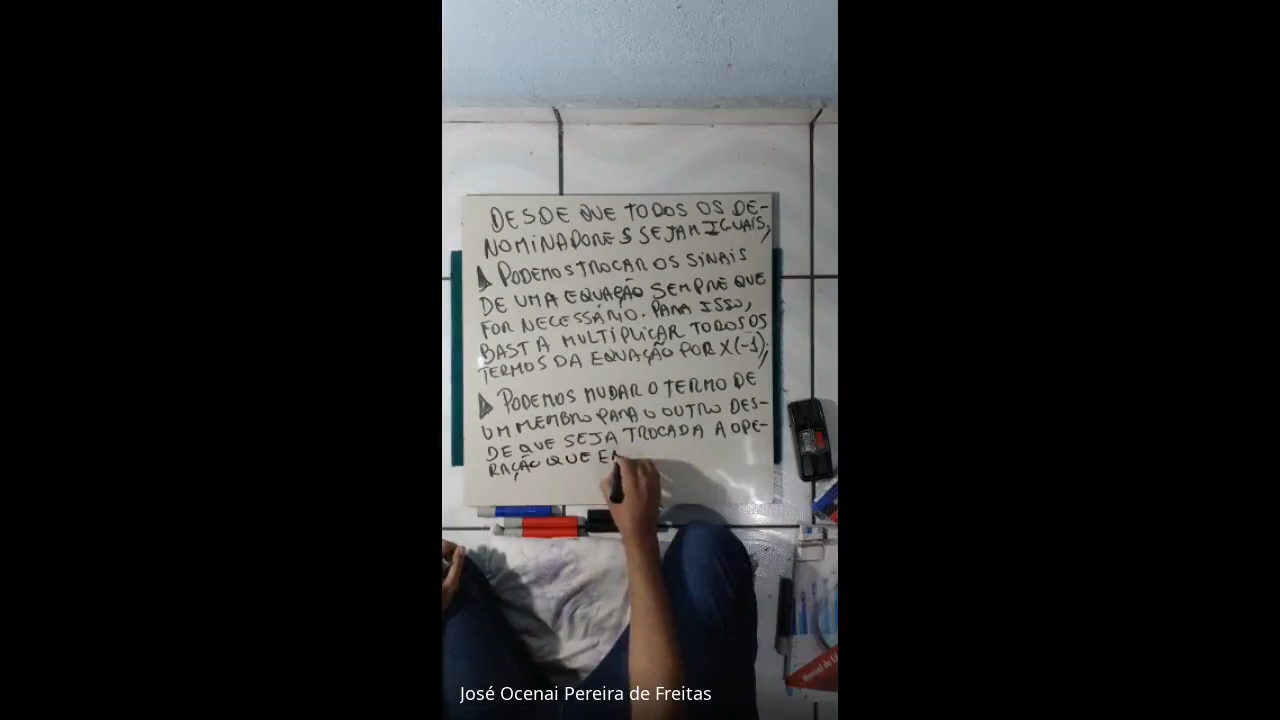 DESDE QUE TODOS OS DE-
NOMINADORES SEJAM IGUAIS;
PODEMOS TROCAR OS SINAIS
DE UMA EQUAÇÃO SEMPRE QUE
FOR NECESSÁRIO. PARA ISSO,
BASTA MULTIPLICAR TODOS OS
TERMOS DA EQUAÇÃO POR X(-1);
PODEMOS MUDAR O TERMO DE
UM MEMBRO PARA O OUTRO DES-
DE QUE SEJA TROCADA A OPE-
RAÇÃO QUE
José Ocenai Pereira de Freitas